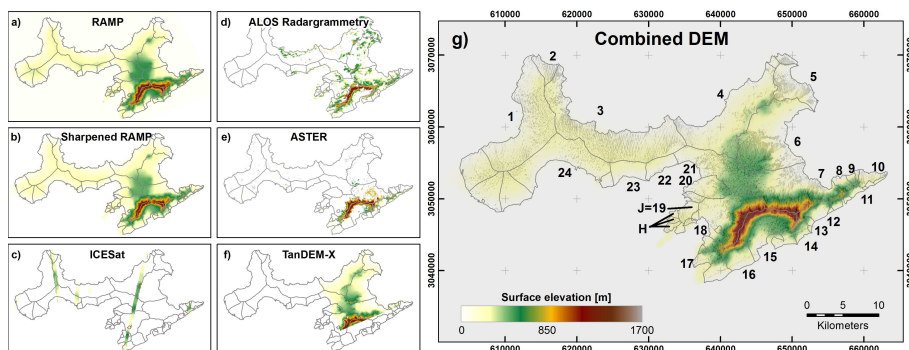 a) RAMP
b) Sharpened RAMP
c) ICESat
d) ALOS Radargrammetry
e) ASTER
f) TanDEM-X
g) Combined DEM
610000 620000 630000 640000 650000 660000
3070000
3060000
3050000
3040000
1
2
3
4
5
6
7
8
9
10
11
12
13
14
15
16
17
18
J=19
H
20
21
22
23
24
Surface elevation [m]
0 850 1700
0 5 10
Kilometers
610000 620000 630000 640000 650000 660000